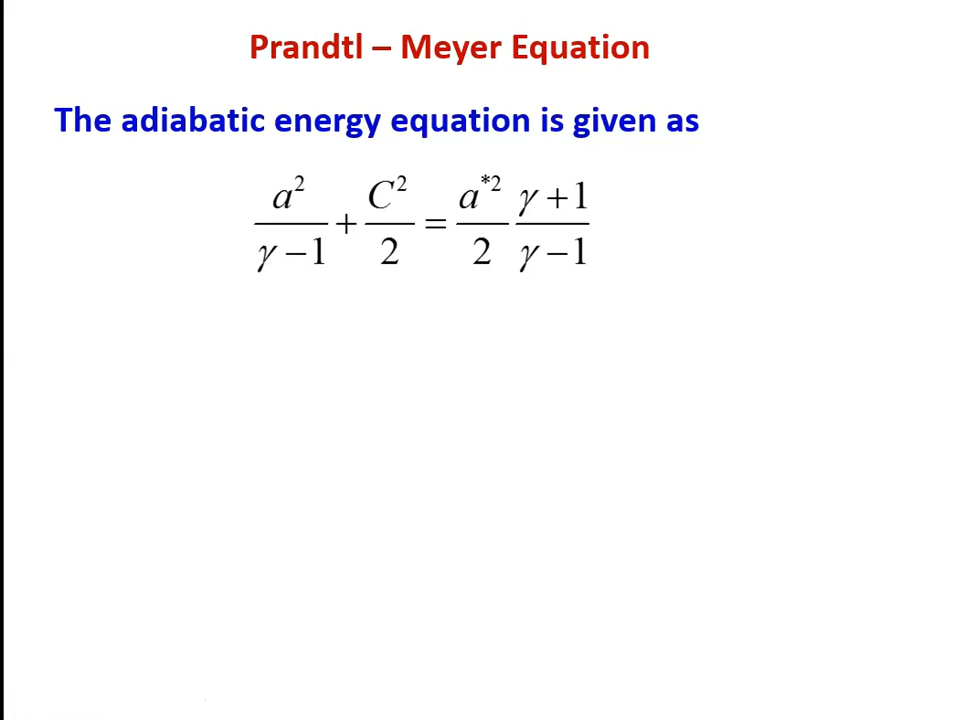 Prandtl – Meyer Equation
The adiabatic energy equation is given as
a²/(γ − 1) + C²/2 = a*²/2 (γ + 1)/(γ − 1)